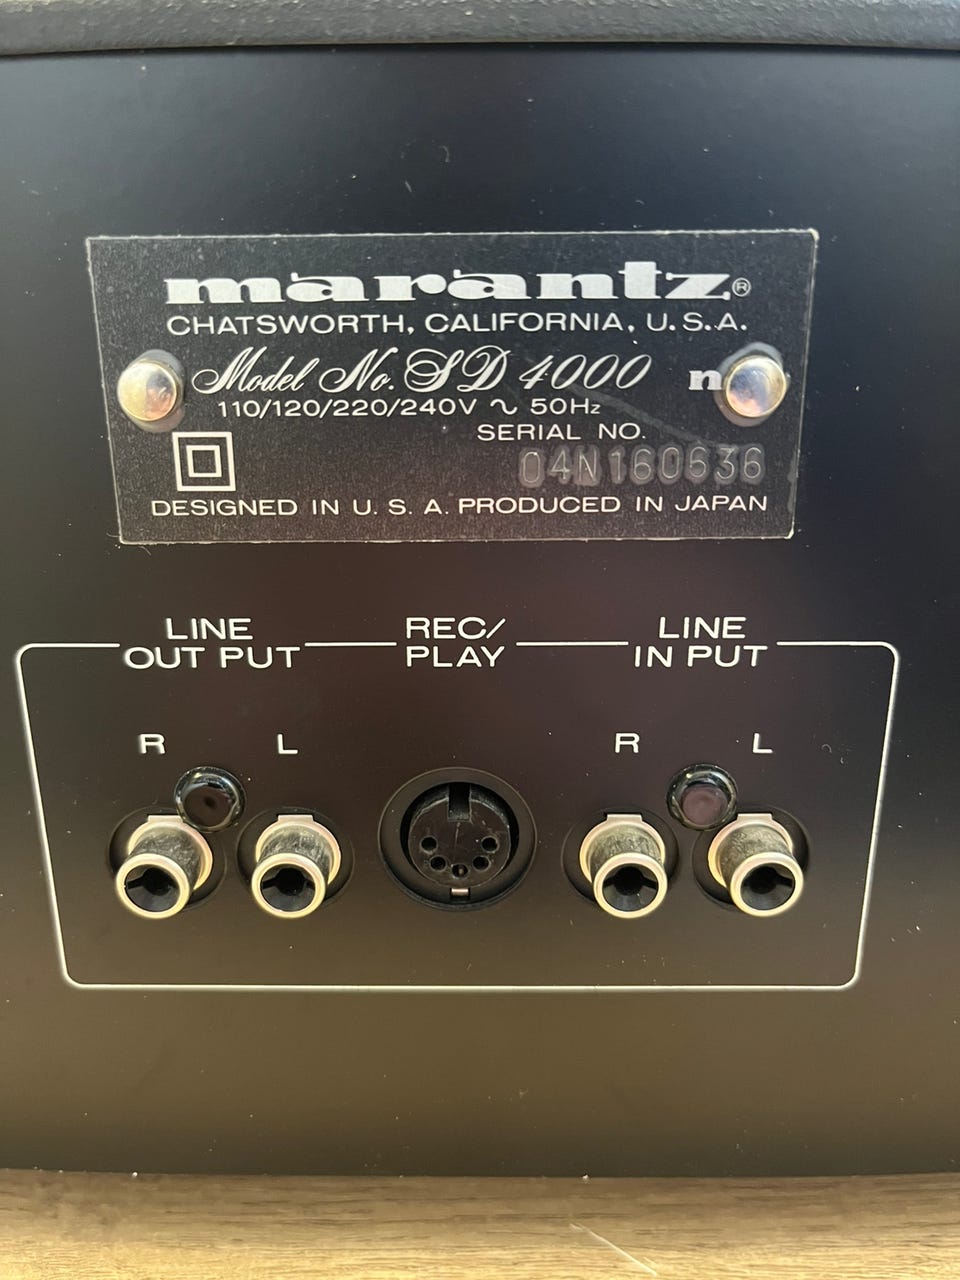 marantz®
CHATSWORTH, CALIFORNIA, U.S.A.
Model No. SD 4000 n
110/120/220/240V ~ 50Hz
SERIAL NO.
04N160636
DESIGNED IN U. S. A. PRODUCED IN JAPAN
LINE OUT PUT
REC/ PLAY
LINE IN PUT
R L R L